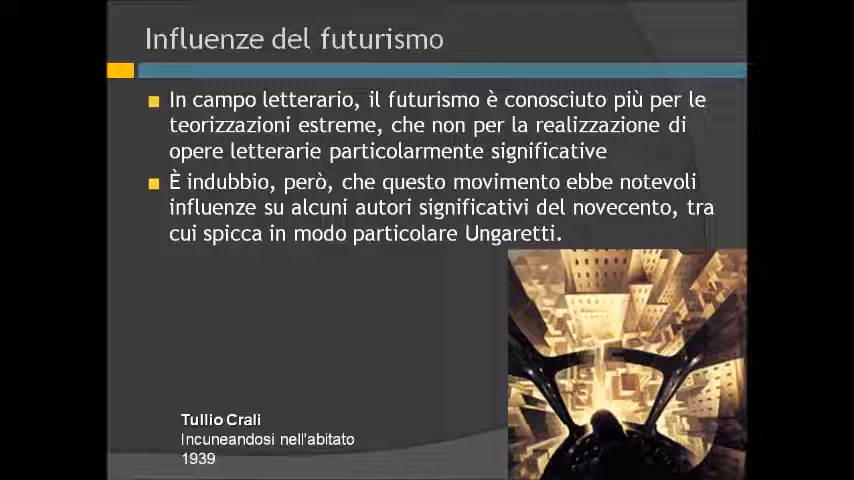 Influenze del futurismo
In campo letterario, il futurismo è conosciuto più per le
teorizzazioni estreme, che non per la realizzazione di
opere letterarie particolarmente significative
È indubbio, però, che questo movimento ebbe notevoli
influenze su alcuni autori significativi del novecento, tra
cui spicca in modo particolare Ungaretti.
Tullio Crali
Incuneandosi nell'abitato
1939